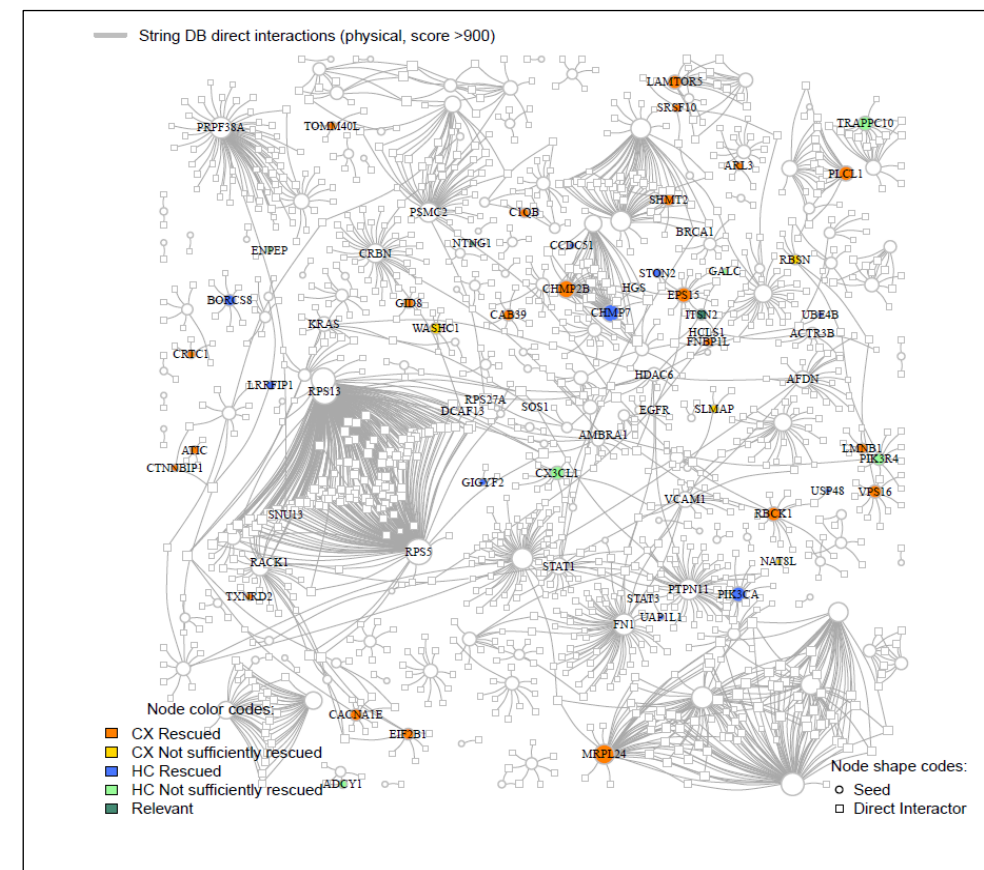 String DB direct interactions (physical, score >900)
LAMTOR5
SRSF10
PRPF38A
TOMM40L
TRAPPC10
ARL3
PLCL1
SHMT2
PSMC2
C1QB
BRCA1
NTNG1
CCDC51
ENPEP
CRBN
RBSN
STON2
GALC
HGS
CHMP2B
EPS15
BORCS8
GID8
CHMP7
ITSN2
UBE4B
CAB39
KRAS
WASHC1
HCLS1
ACTR3B
FNBP1L
CRTC1
HDAC6
AFDN
LRRFIP1
RPS13
RPS27A
SOS1
DCAF13
EGFR
SLMAP
AMBRA1
ATIC
LMNB1
PIK3R4
CTNNBIP1
CX3CL1
GIGYF2
USP48
VPS16
VCAM1
SNU13
RBCK1
RPS5
RACK1
STAT1
NAT8L
PTPN11
PIK3CA
TXNRD2
STAT3
UAP1L1
FN1
Node color codes:
CACNA1E
CX Rescued
EIF2B1
CX Not sufficiently rescued
MRPL24
HC Rescued
Node shape codes:
HC Not sufficiently rescued
ADCY1
Seed
Relevant
Direct Interactor